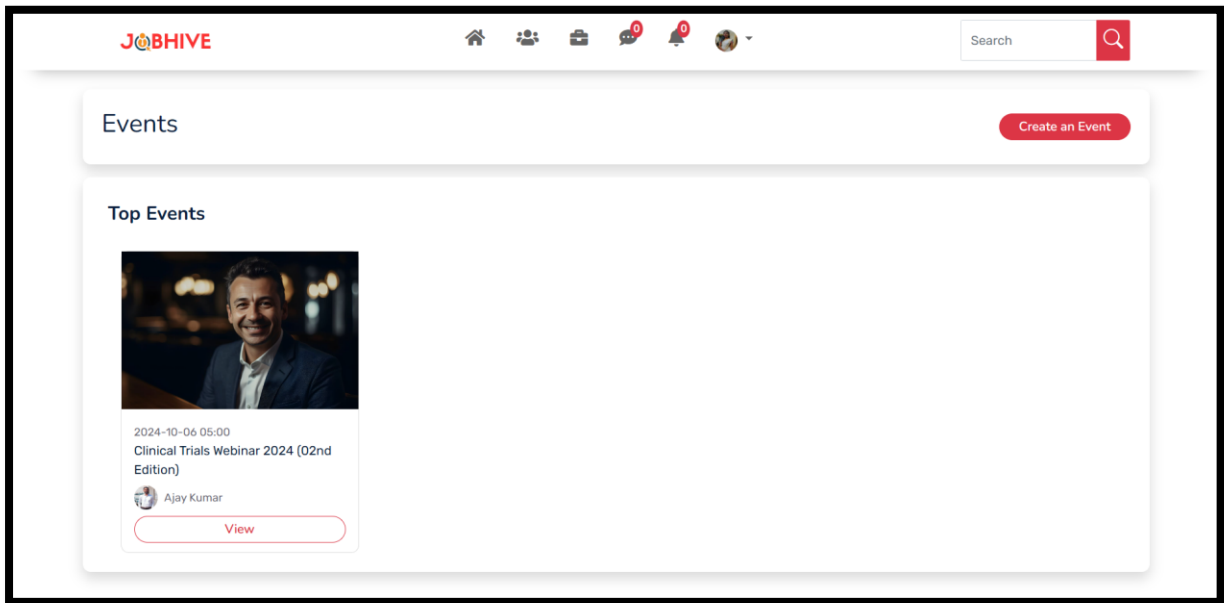 JOBHIVE
0
0
Search
Events
Create an Event
Top Events
2024-10-06 05:00
Clinical Trials Webinar 2024 (02nd
Edition)
Ajay Kumar
View